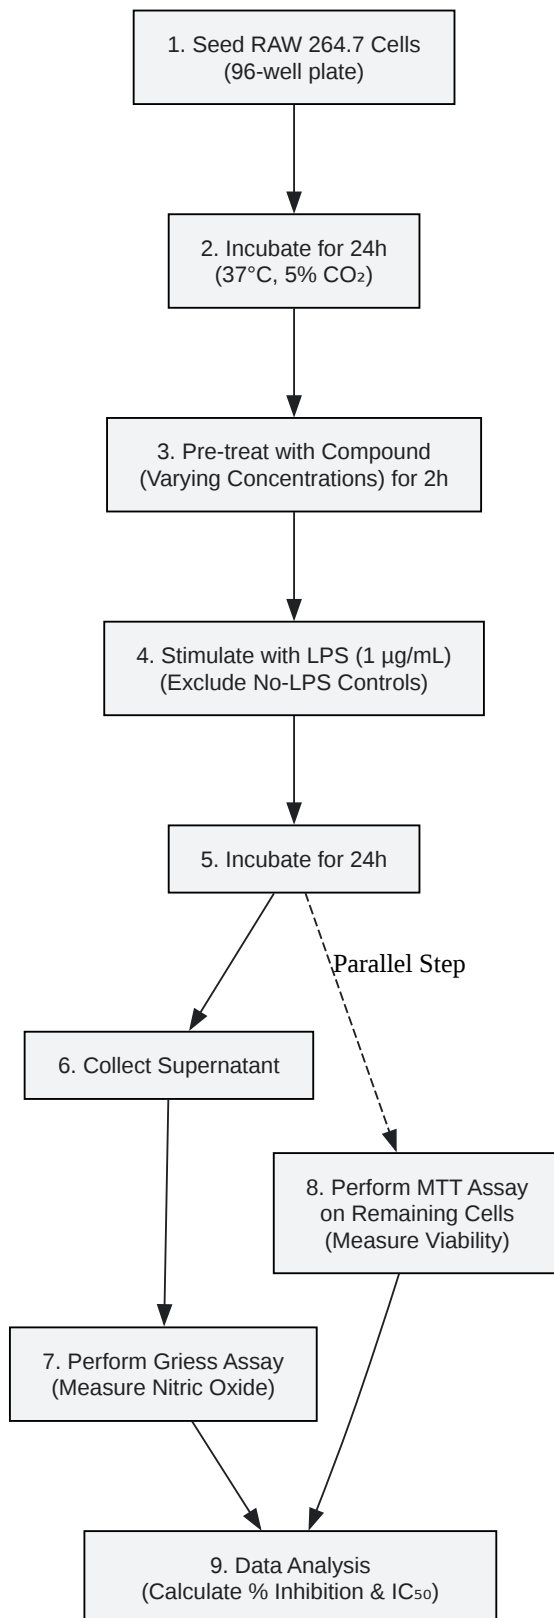 1. Seed RAW 264.7 Cells
(96-well plate)
2. Incubate for 24h
(37°C, 5% CO₂)
3. Pre-treat with Compound
(Varying Concentrations) for 2h
4. Stimulate with LPS (1 µg/mL)
(Exclude No-LPS Controls)
5. Incubate for 24h
Parallel Step
6. Collect Supernatant
8. Perform MTT Assay
on Remaining Cells
(Measure Viability)
7. Perform Griess Assay
(Measure Nitric Oxide)
9. Data Analysis
(Calculate % Inhibition & IC₅₀)